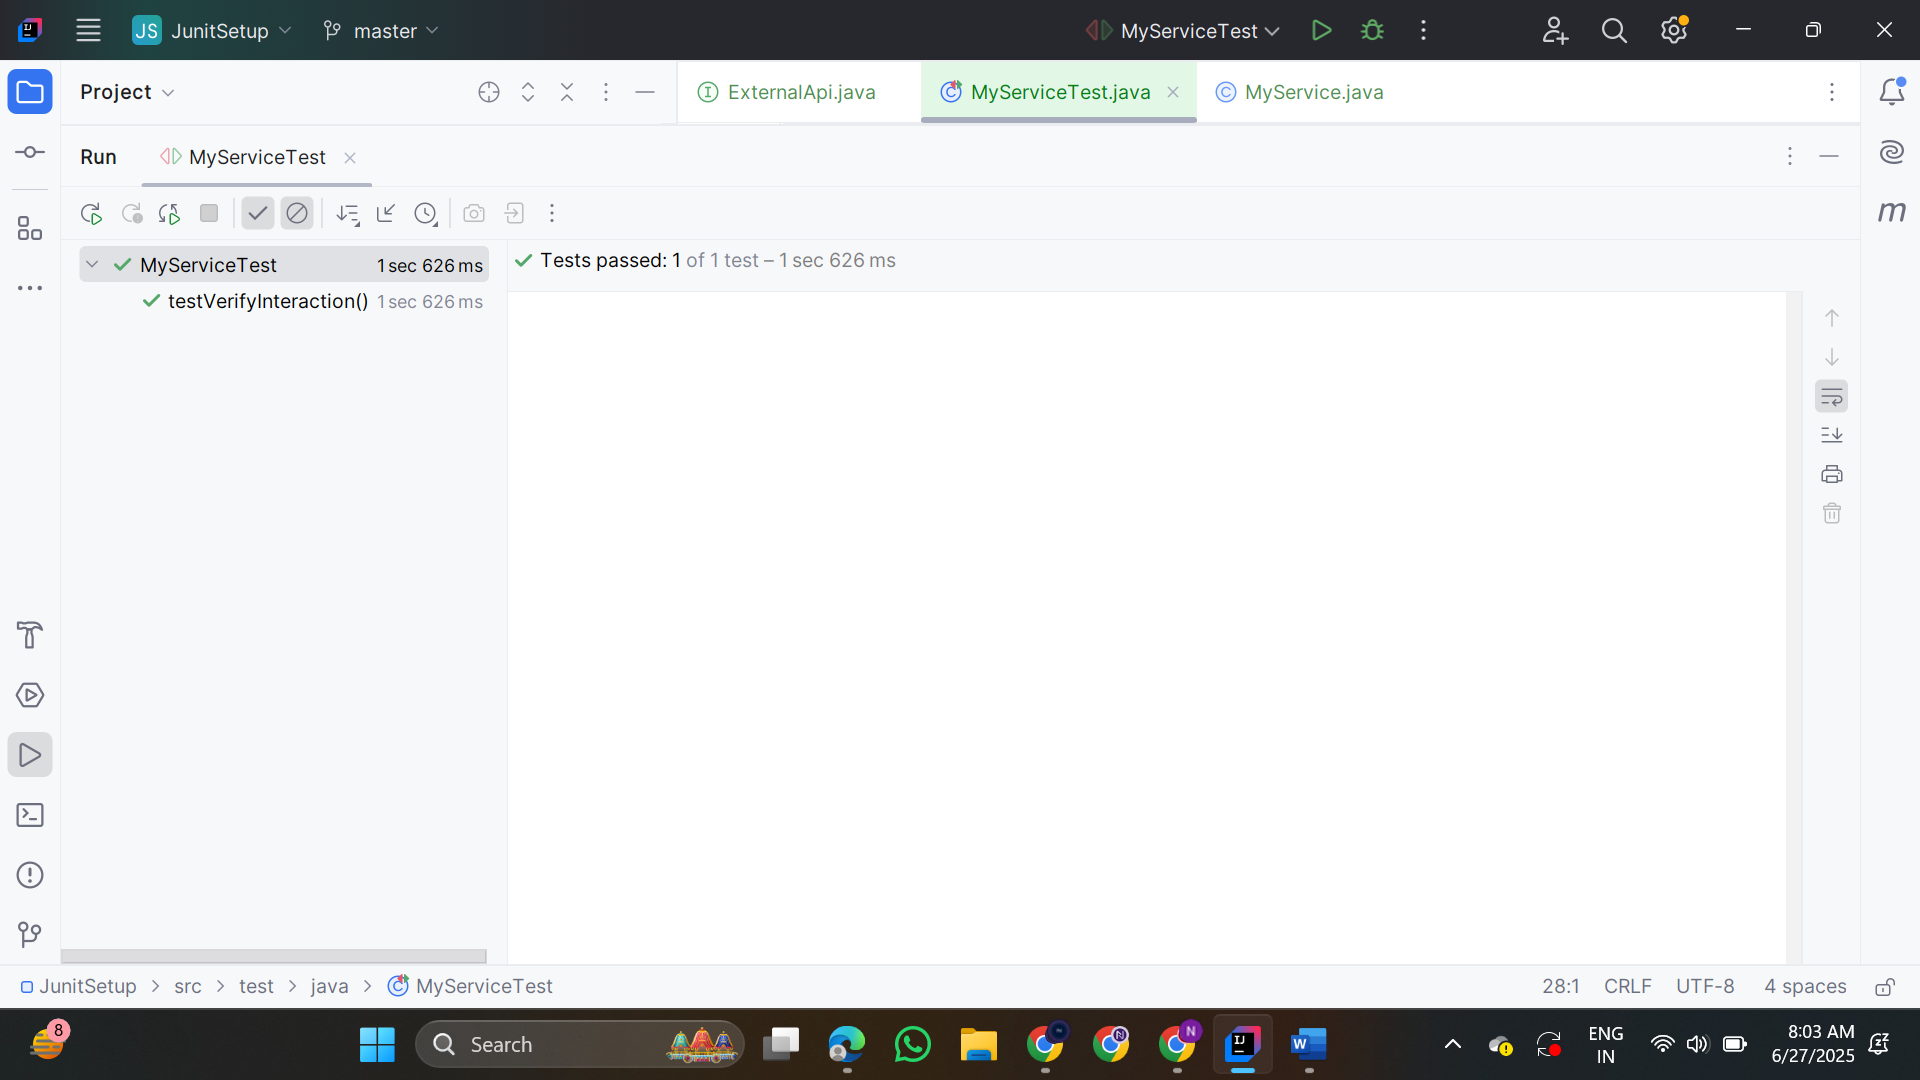 JS JunitSetup master MyServiceTest
Project ExternalApi.java MyServiceTest.java MyService.java
Run MyServiceTest
MyServiceTest 1 sec 626 ms
testVerifyInteraction() 1 sec 626 ms
Tests passed: 1 of 1 test – 1 sec 626 ms
m
JunitSetup > src > test > java > MyServiceTest 28:1 CRLF UTF-8 4 spaces
8
Search
ENG
IN
8:03 AM
6/27/2025